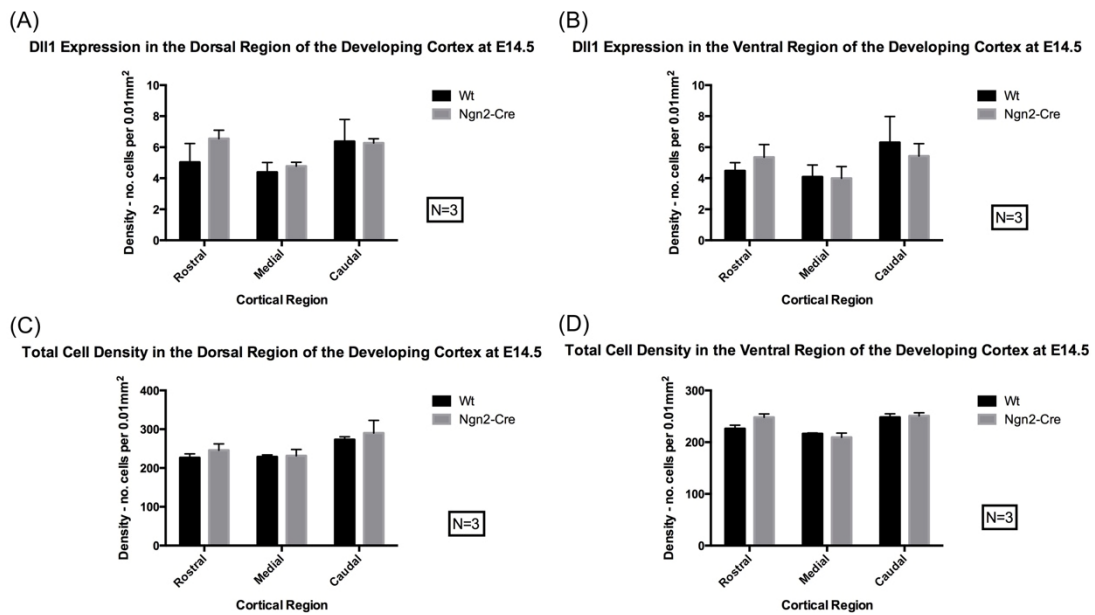 (A)
Dll1 Expression in the Dorsal Region of the Developing Cortex at E14.5
Density - no. cells per 0.01mm²
10
8
6
4
2
0
Wt
Ngn2-Cre
N=3
Rostral
Medial
Caudal
Cortical Region
(B)
Dll1 Expression in the Ventral Region of the Developing Cortex at E14.5
Density - no. cells per 0.01mm²
10
8
6
4
2
0
Wt
Ngn2-Cre
N=3
Rostral
Medial
Caudal
Cortical Region
(C)
Total Cell Density in the Dorsal Region of the Developing Cortex at E14.5
Density - no. cells per 0.01mm²
400
300
200
100
0
Wt
Ngn2-Cre
N=3
Rostral
Medial
Caudal
Cortical Region
(D)
Total Cell Density in the Ventral Region of the Developing Cortex at E14.5
Density - no. cells per 0.01mm²
300
200
100
0
Wt
Ngn2-Cre
N=3
Rostral
Medial
Caudal
Cortical Region